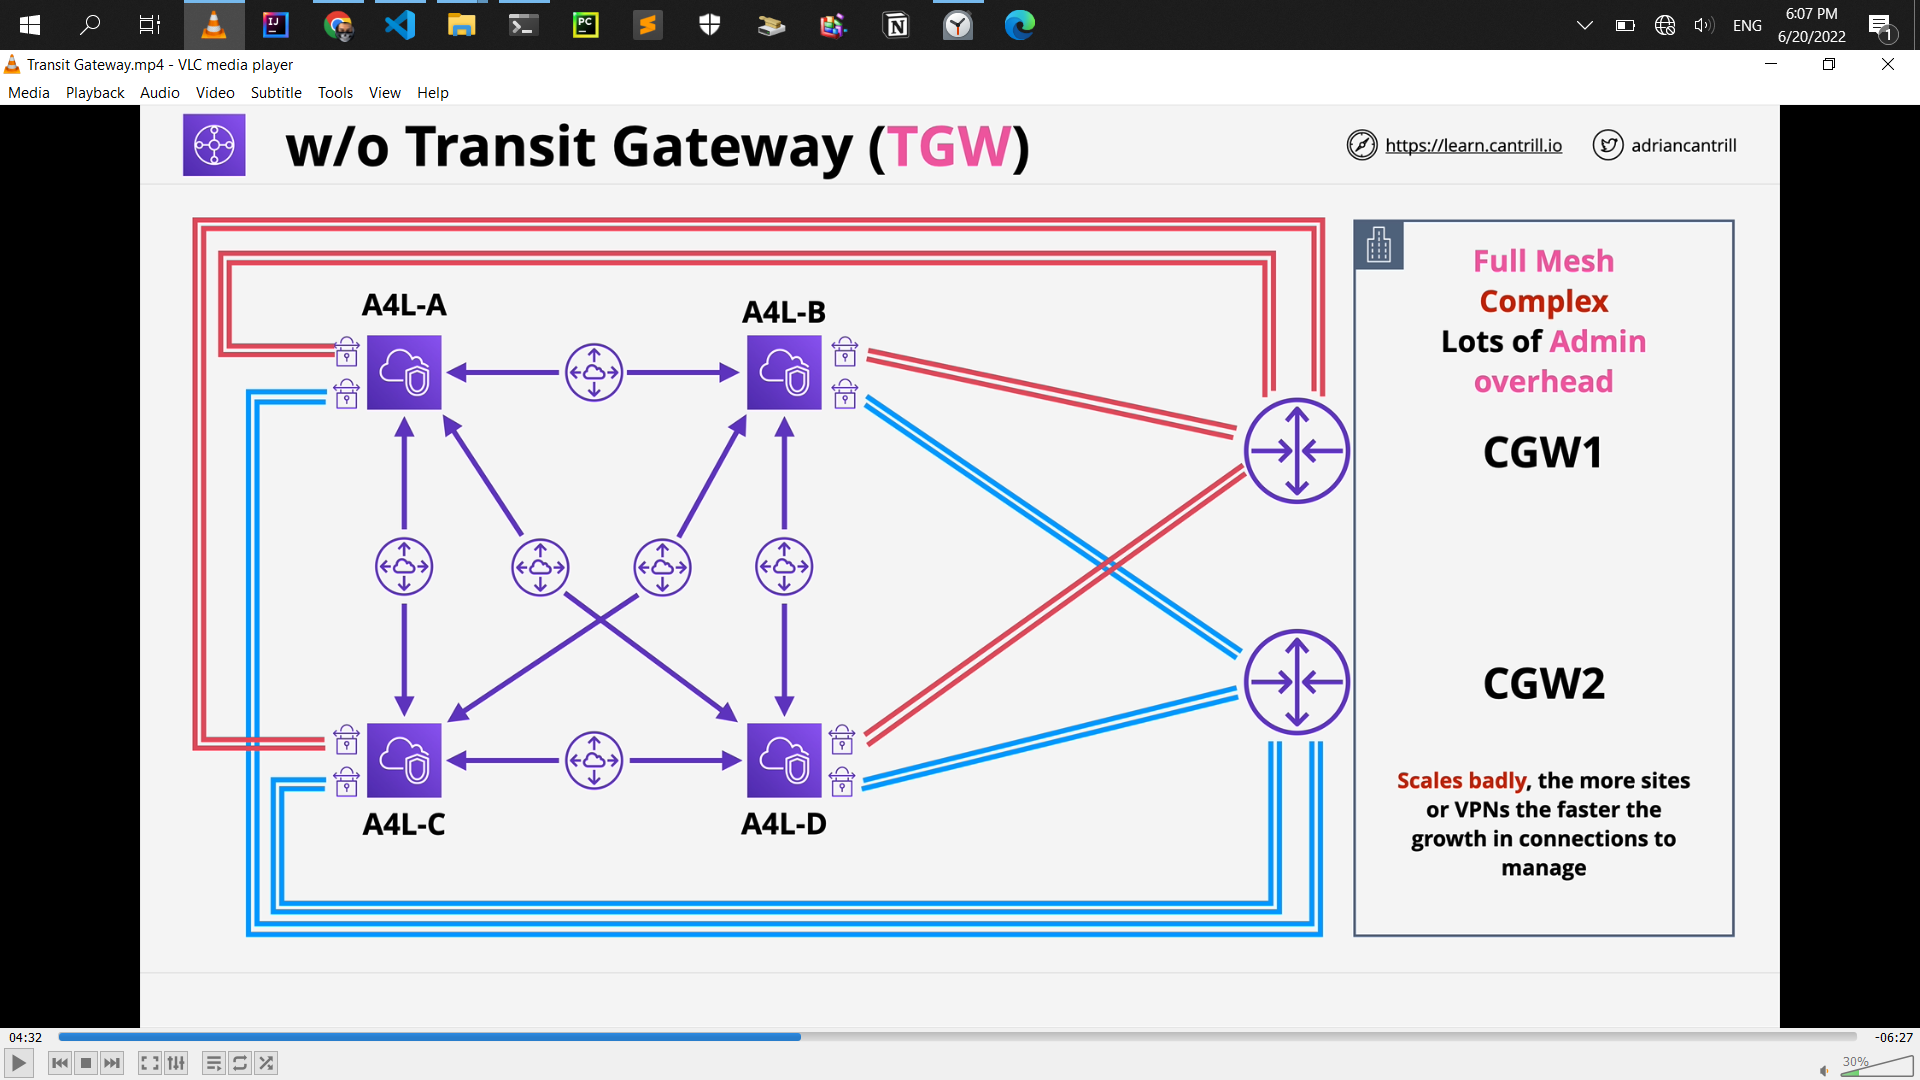 IJ
PC
N
ENG
6:07 PM
6/20/2022
1
Transit Gateway.mp4 - VLC media player
Media Playback Audio Video Subtitle Tools View Help
w/o Transit Gateway (TGW)
https://learn.cantrill.io
adriancantrill
A4L-A
A4L-B
A4L-C
A4L-D
Full Mesh
Complex
Lots of Admin
overhead
CGW1
CGW2
Scales badly, the more sites
or VPNs the faster the
growth in connections to
manage
04:32
-06:27
30%